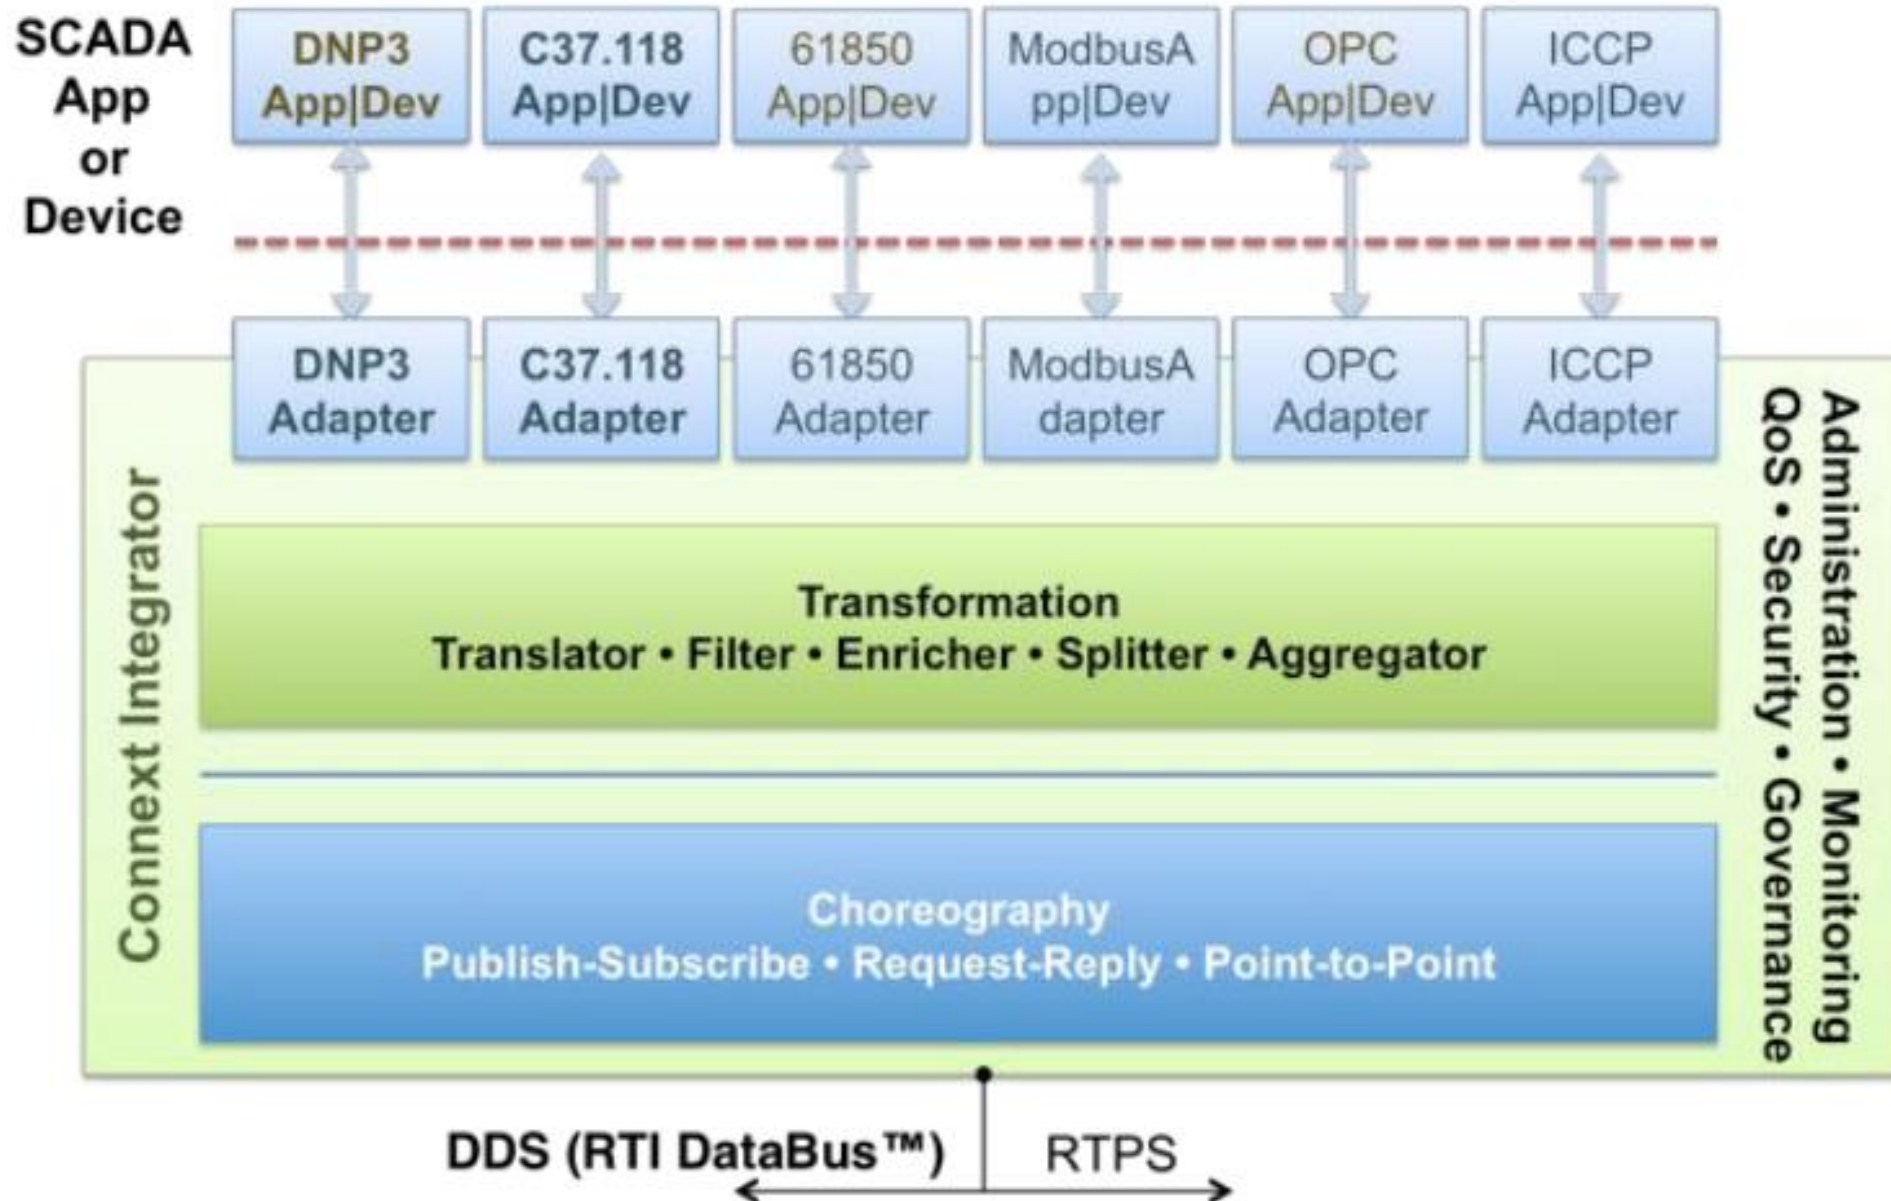 SCADA
App
or
Device
DNP3
App|Dev
C37.118
App|Dev
61850
App|Dev
ModbusA
pp|Dev
OPC
App|Dev
ICCP
App|Dev
DNP3
Adapter
C37.118
Adapter
61850
Adapter
ModbusA
dapter
OPC
Adapter
ICCP
Adapter
Connext Integrator
Transformation
Translator • Filter • Enricher • Splitter • Aggregator
Choreography
Publish-Subscribe • Request-Reply • Point-to-Point
Administration • Monitoring
QoS • Security • Governance
DDS (RTI DataBus™)
RTPS